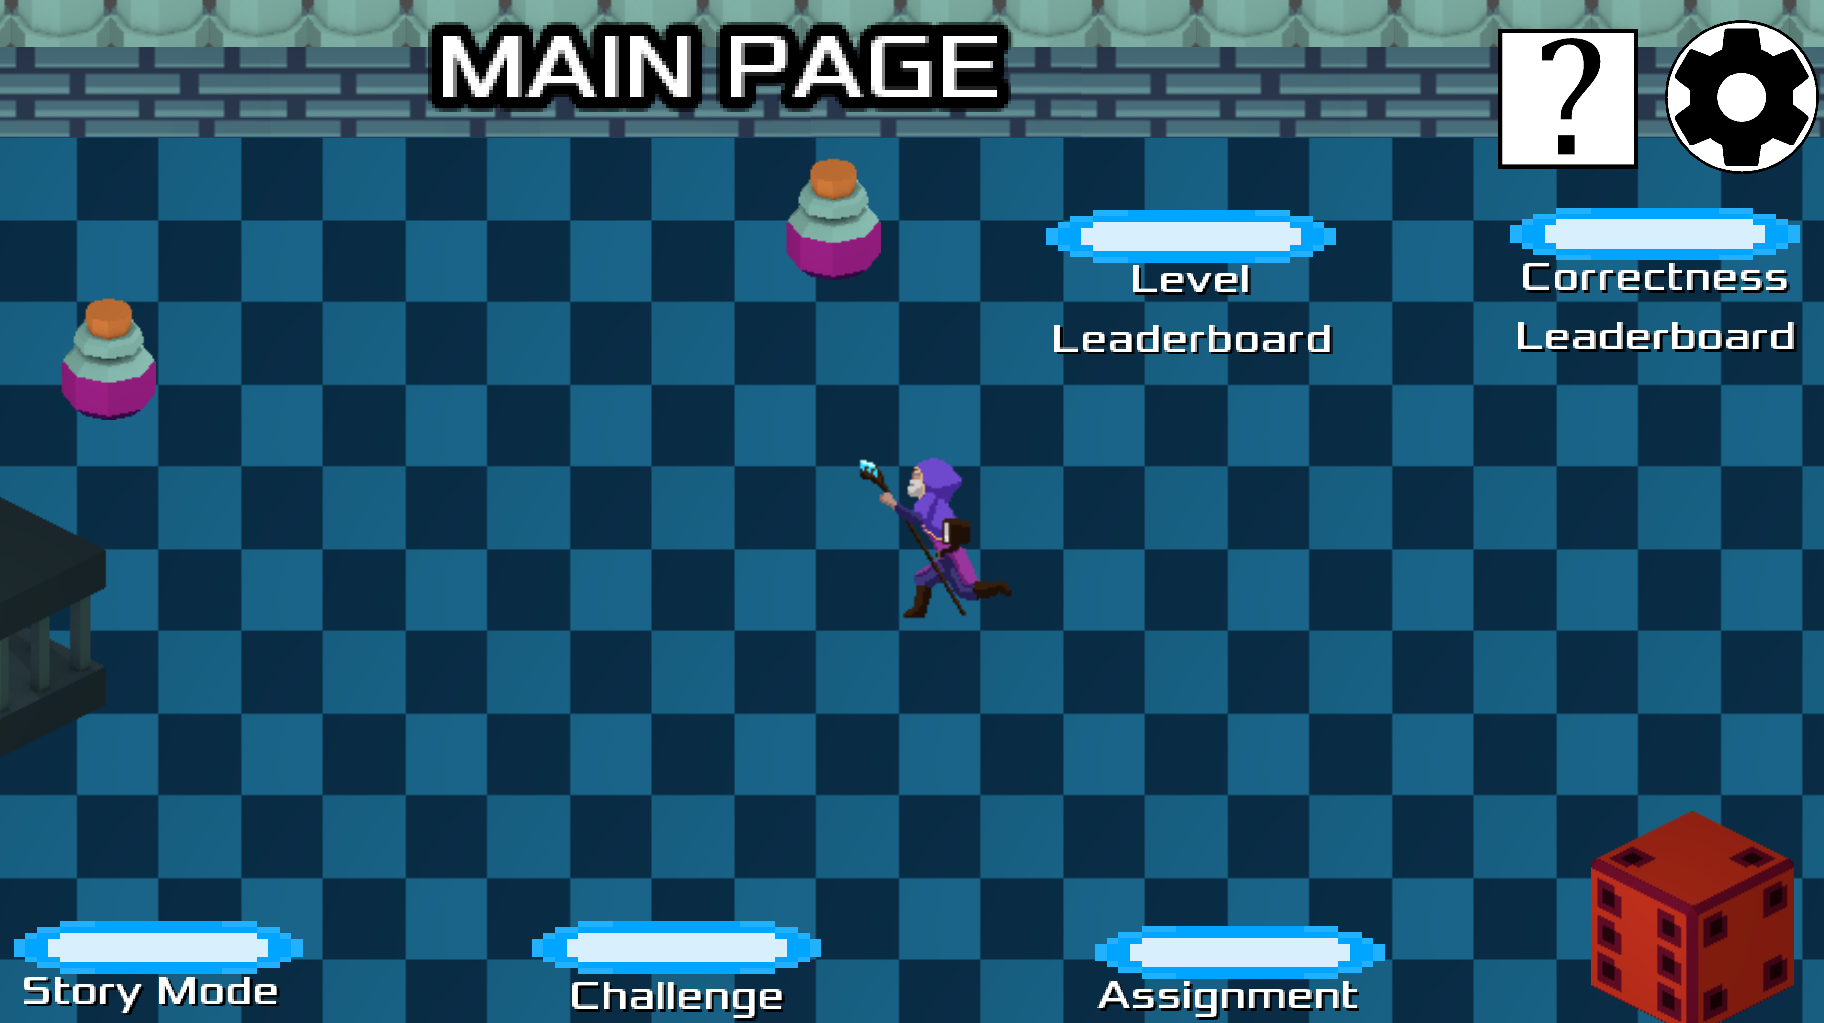 MAIN PAGE
?
Level
Leaderboard
Correctness
Leaderboard
Story Mode
Challenge
Assignment